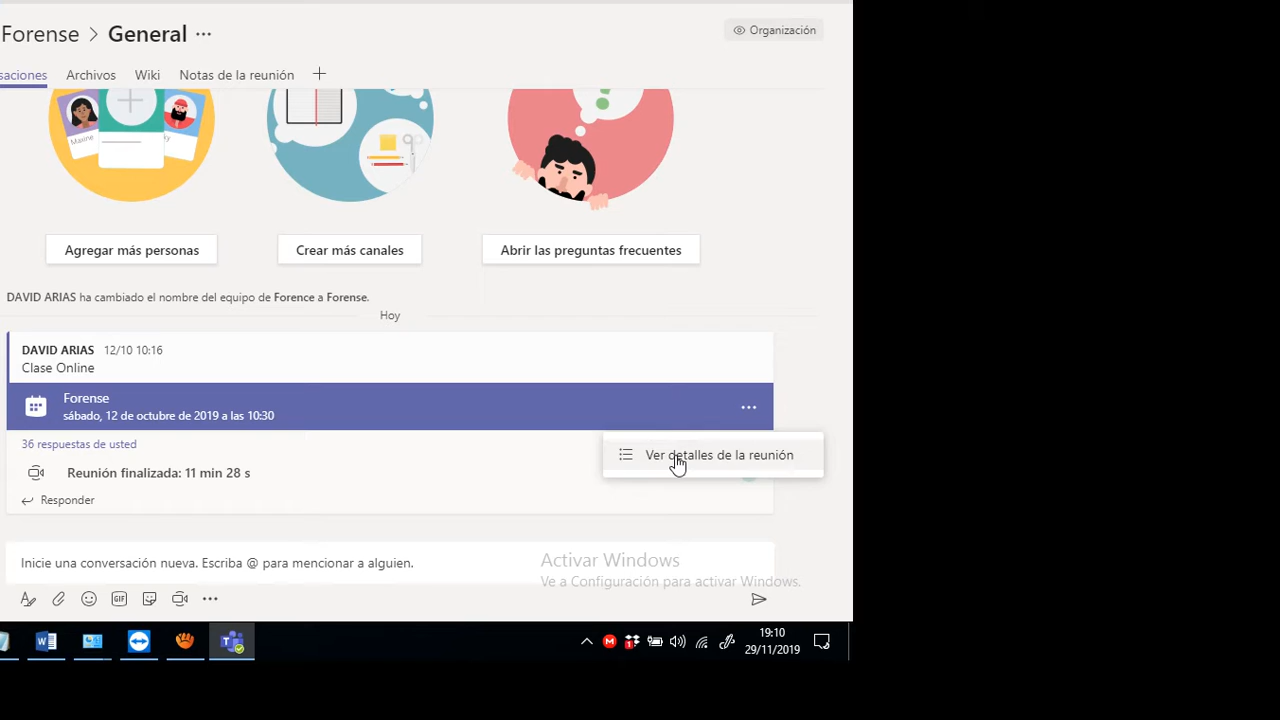 Forense > General ...
Organización
saciones Archivos Wiki Notas de la reunión +
Maxine
ky
Agregar más personas
Crear más canales
Abrir las preguntas frecuentes
DAVID ARIAS ha cambiado el nombre del equipo de Forence a Forense.
Hoy
DAVID ARIAS 12/10 10:16
Clase Online
Forense
sábado, 12 de octubre de 2019 a las 10:30
36 respuestas de usted
Ver detalles de la reunión
Reunión finalizada: 11 min 28 s
Responder
Inicie una conversación nueva. Escriba @ para mencionar a alguien.
Activar Windows
Ve a Configuración para activar Windows.
GIF
19:10
29/11/2019